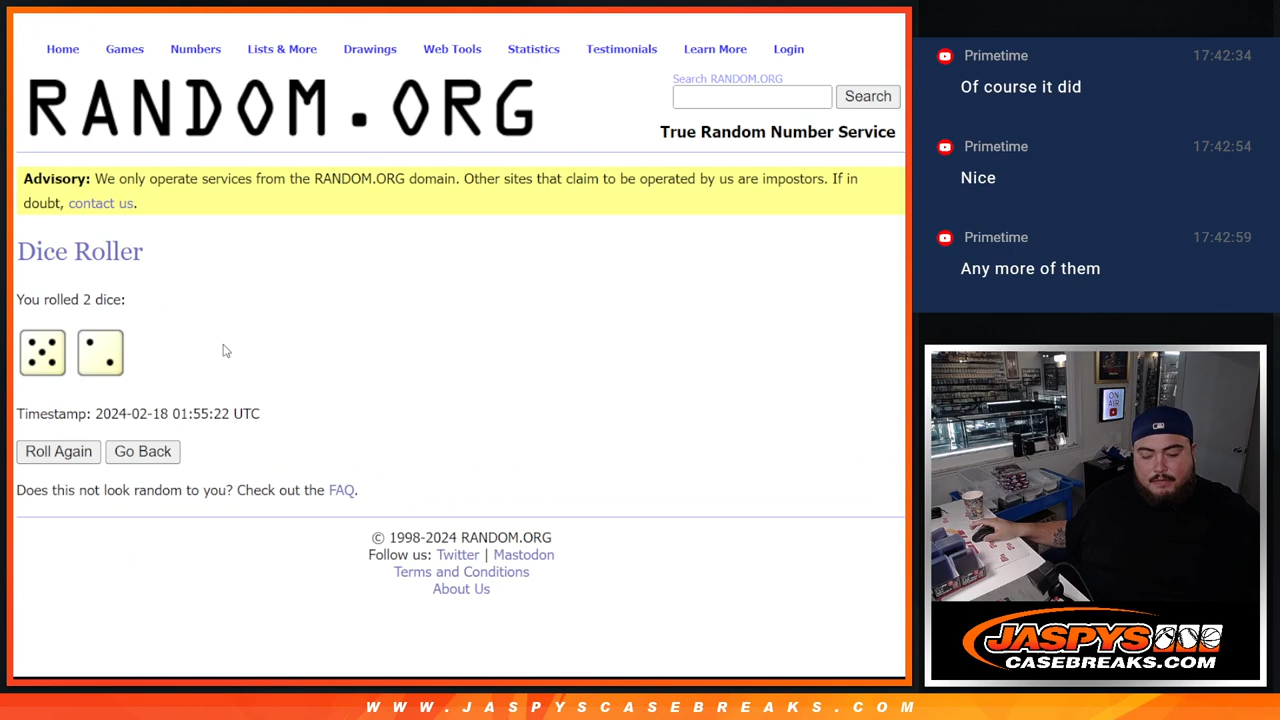 Home Games Numbers Lists & More Drawings Web Tools Statistics Testimonials Learn More Login
RANDOM.ORG
Search RANDOM.ORG
Search
True Random Number Service
Advisory: We only operate services from the RANDOM.ORG domain. Other sites that claim to be operated by us are impostors. If in
doubt, contact us.
Dice Roller
You rolled 2 dice:
Timestamp: 2024-02-18 01:55:22 UTC
Roll Again Go Back
Does this not look random to you? Check out the FAQ.
© 1998-2024 RANDOM.ORG
Follow us: Twitter | Mastodon
Terms and Conditions
About Us
Primetime 17:42:34
Of course it did
Primetime 17:42:54
Nice
Primetime 17:42:59
Any more of them
ON
AIR
JASPYS
CASEBREAKS.COM
WWW.JASPYSCASEBREAKS.COM